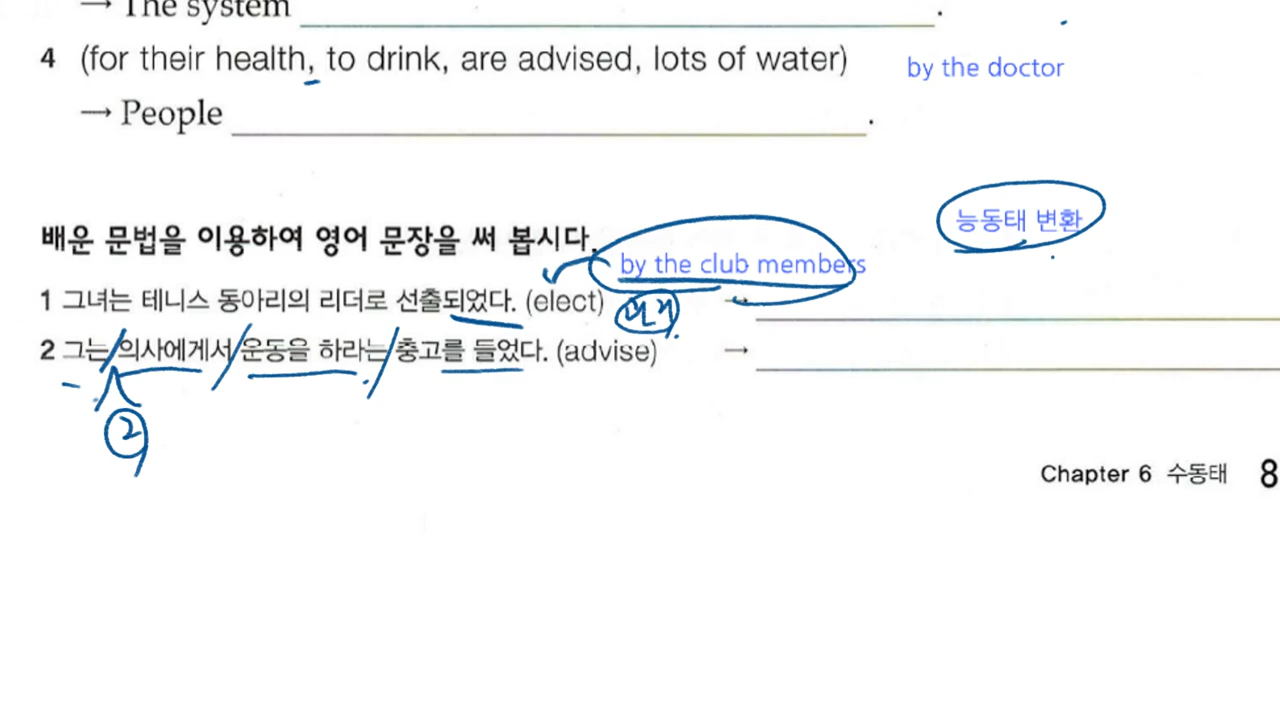 → The system .
4 (for their health, to drink, are advised, lots of water) by the doctor
→ People .
능동태 변환
배운 문법을 이용하여 영어 문장을 써 봅시다.
by the club members
1 그녀는 테니스 동아리의 리더로 선출되었다. (elect) →
2 그는 의사에게서 운동을 하라는 충고를 들었다. (advise) →
2
Chapter 6 수동태 8